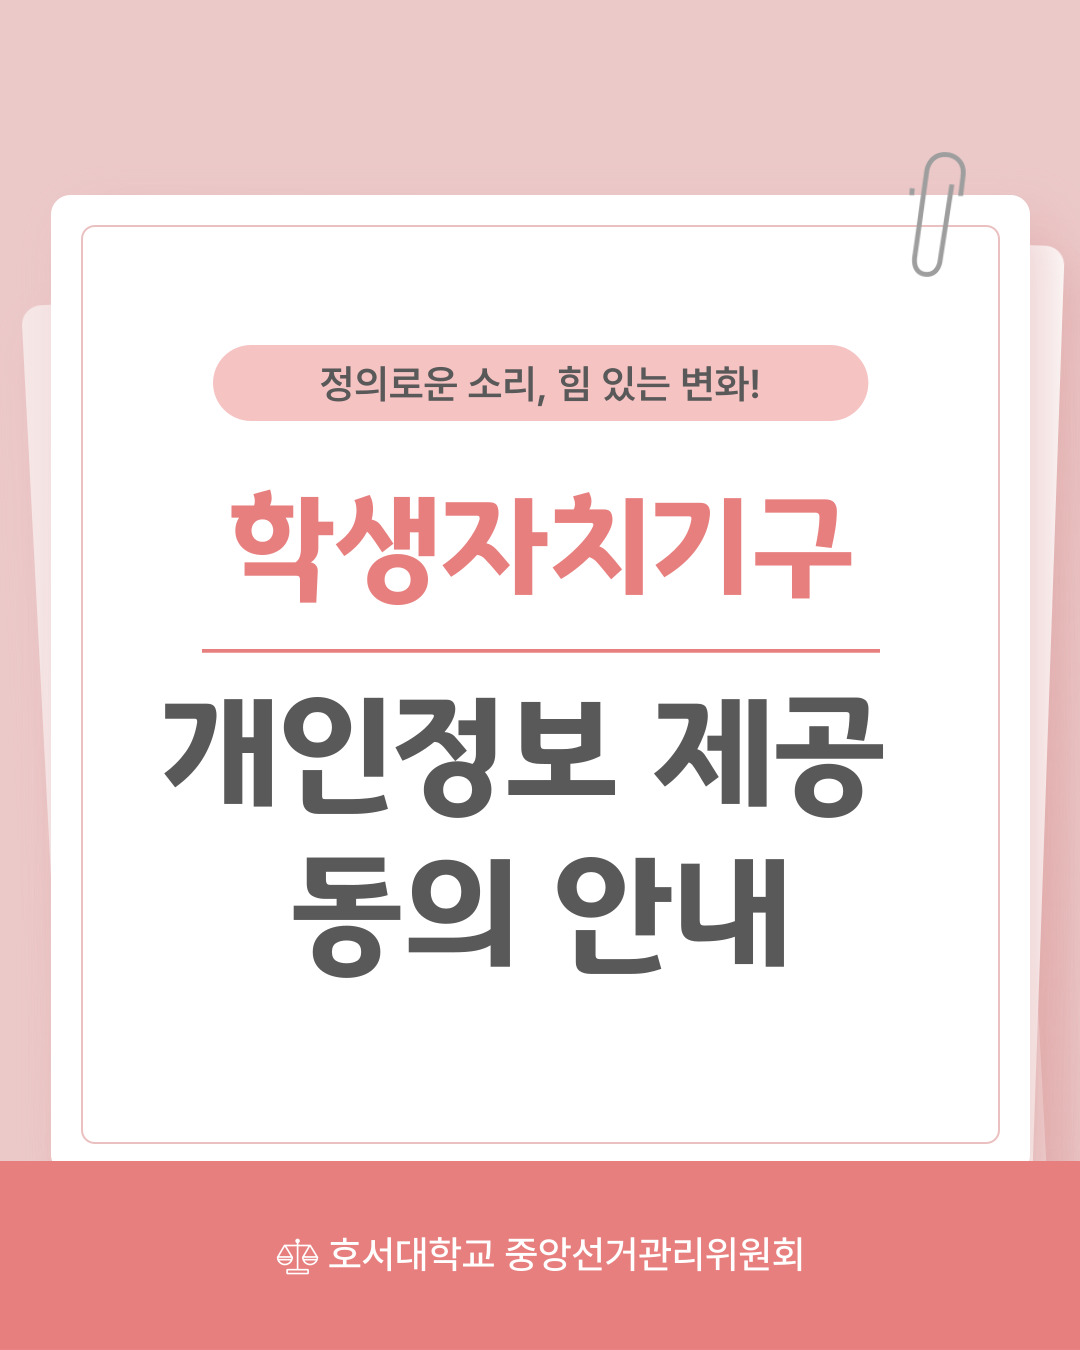 정의로운 소리, 힘 있는 변화!
학생자치기구
개인정보 제공
동의 안내
호서대학교 중앙선거관리위원회